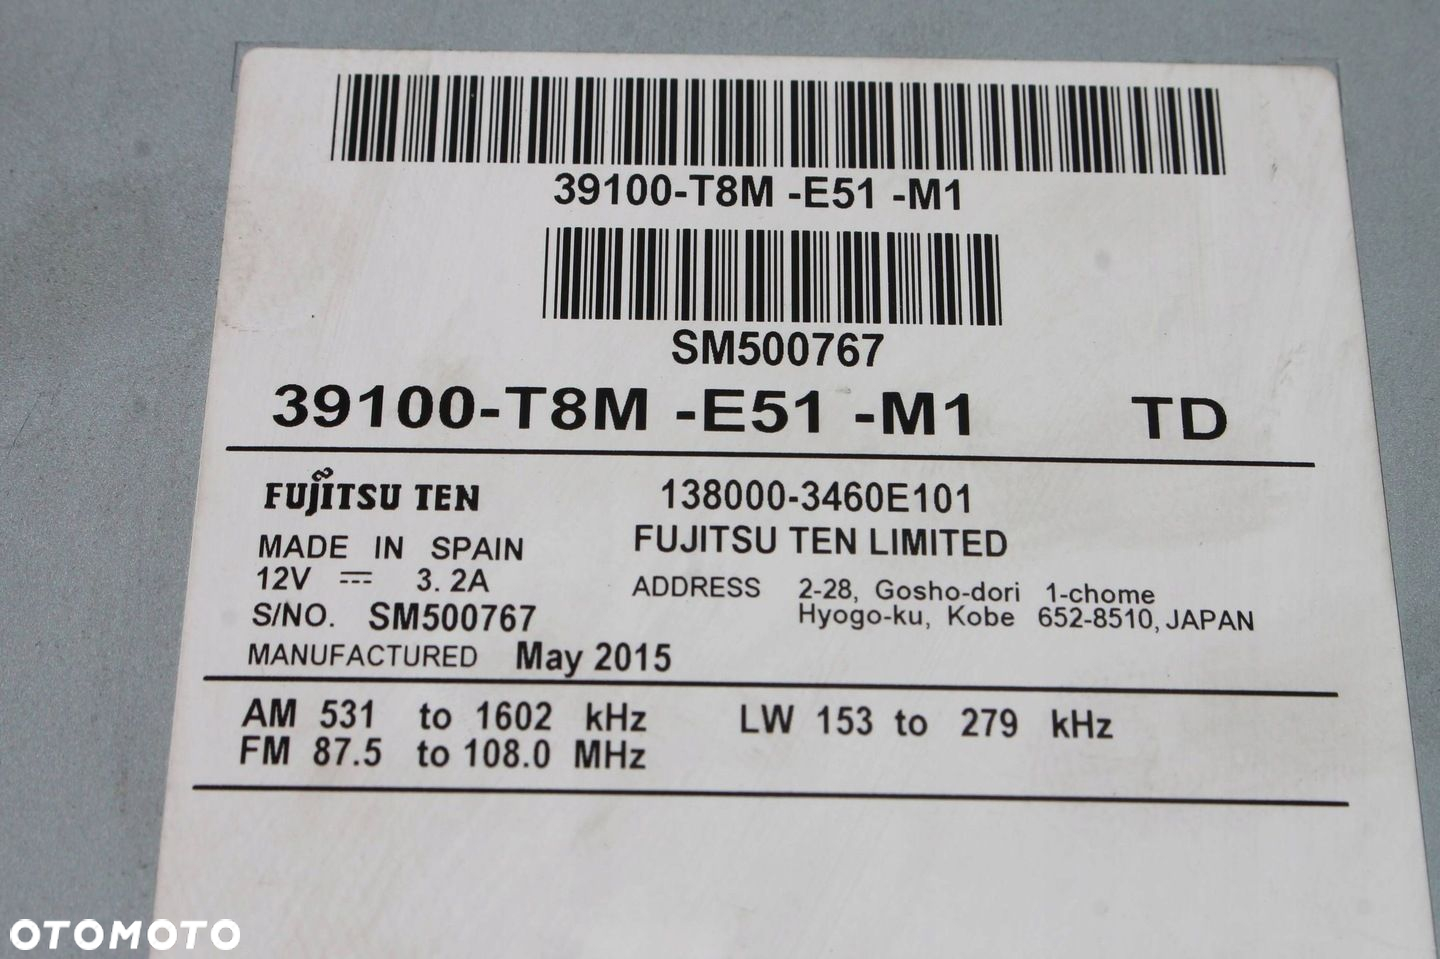 39100-T8M -E51 -M1
SM500767
39100-T8M -E51 -M1 TD
FUJITSU TEN 138000-3460E101
MADE IN SPAIN FUJITSU TEN LIMITED
12V 3.2A ADDRESS 2-28, Gosho-dori 1-chome
S/NO. SM500767 Hyogo-ku, Kobe 652-8510, JAPAN
MANUFACTURED May 2015
AM 531 to 1602 kHz LW 153 to 279 kHz
FM 87.5 to 108.0 MHz
OTOMOTO